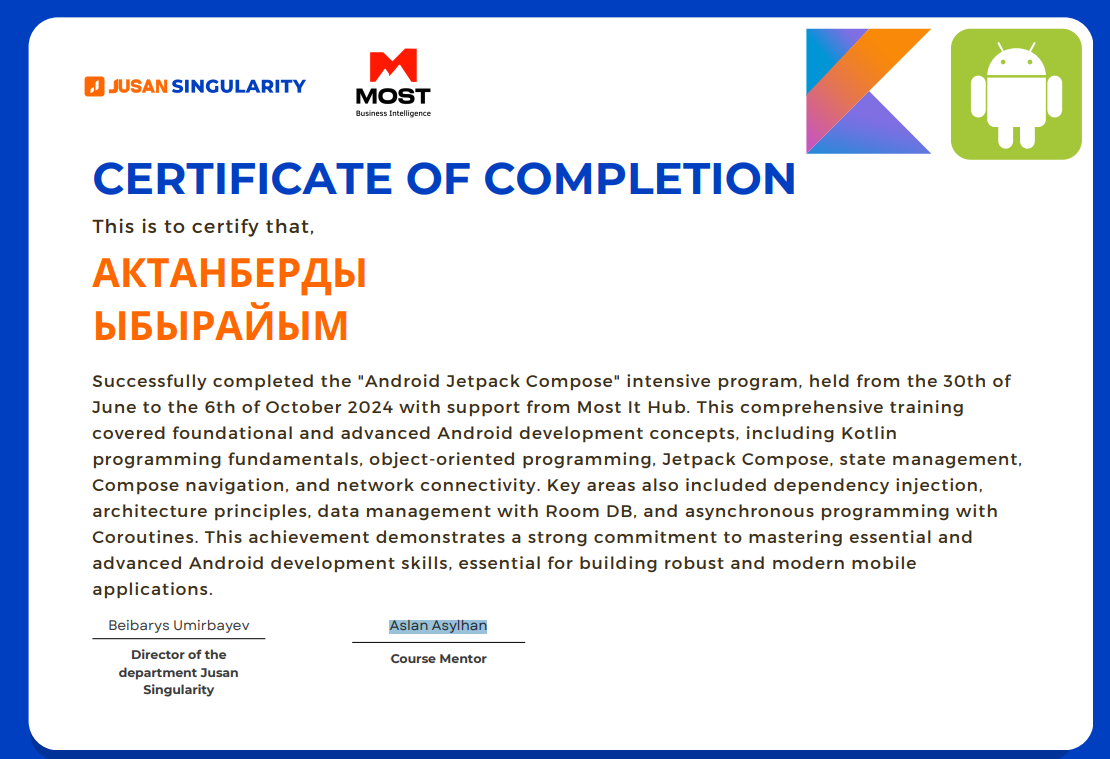 JUSAN SINGULARITY
MOST
Business Intelligence
CERTIFICATE OF COMPLETION
This is to certify that,
АКТАНБЕРДЫ
ЫБЫРАЙЫМ
Successfully completed the "Android Jetpack Compose" intensive program, held from the 30th of
June to the 6th of October 2024 with support from Most It Hub. This comprehensive training
covered foundational and advanced Android development concepts, including Kotlin
programming fundamentals, object-oriented programming, Jetpack Compose, state management,
Compose navigation, and network connectivity. Key areas also included dependency injection,
architecture principles, data management with Room DB, and asynchronous programming with
Coroutines. This achievement demonstrates a strong commitment to mastering essential and
advanced Android development skills, essential for building robust and modern mobile
applications.
Beibarys Umirbayev
Director of the
department Jusan
Singularity
Aslan Asylhan
Course Mentor